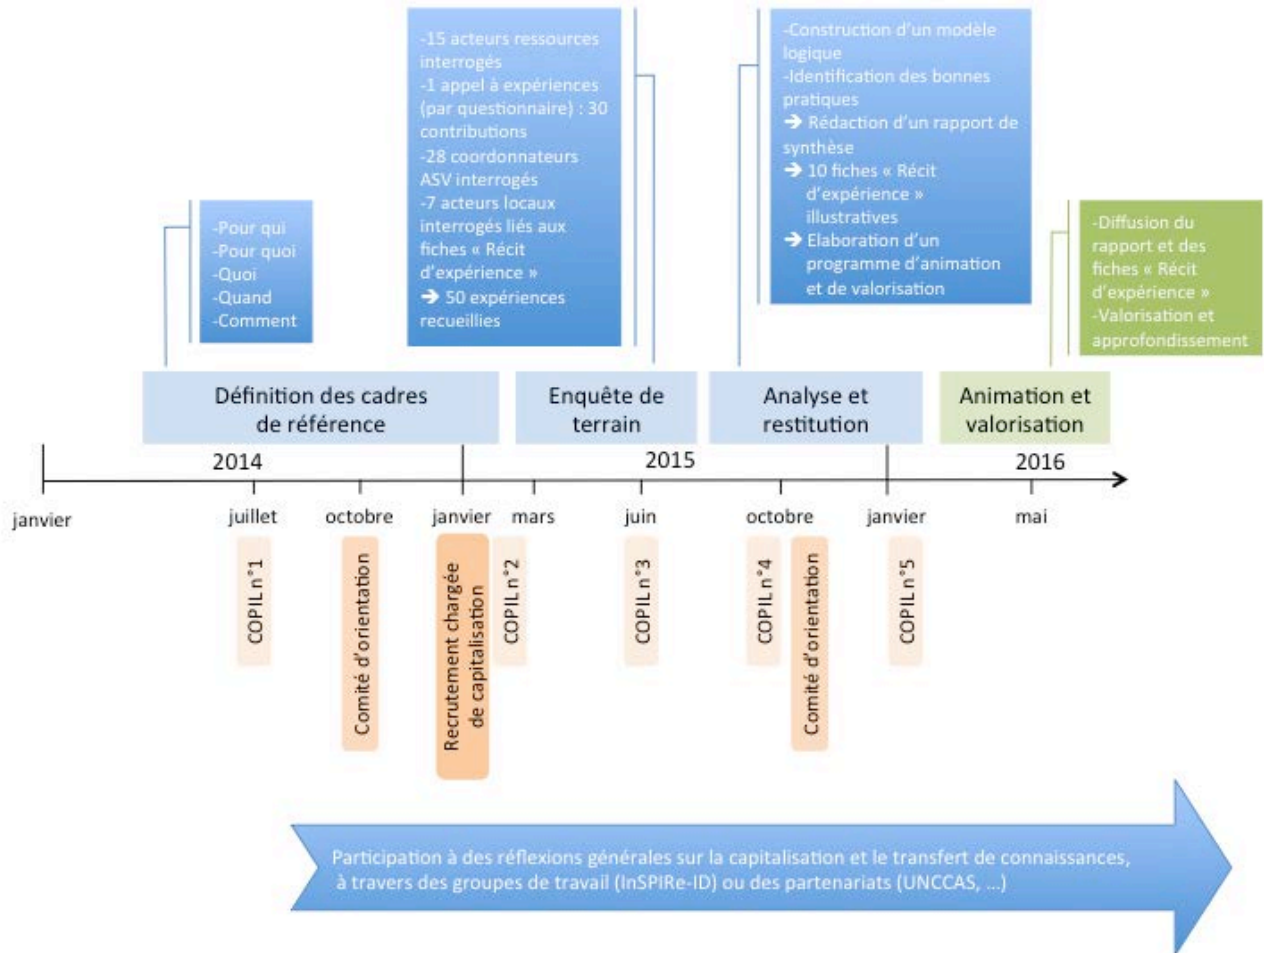 -Pour qui
-Pour quoi
-Quoi
-Quand
-Comment
-15 acteurs ressources
interrogés
-1 appel à expériences
(par questionnaire) : 30
contributions
-28 coordonnateurs
ASV interrogés
-7 acteurs locaux
interrogés liés aux
fiches « Récit
d'expérience »
➔ 50 expériences
recueillies
-Construction d'un modèle
logique
-Identification des bonnes
pratiques
➔ Rédaction d'un rapport de
synthèse
➔ 10 fiches « Récit
d'expérience »
illustratives
➔ Elaboration d'un
programme d'animation
et de valorisation
-Diffusion du
rapport et des
fiches « Récit
d'expérience »
-Valorisation et
approfondissement
Définition des cadres
de référence
Enquête de
terrain
Analyse et
restitution
Animation et
valorisation
2014
2015
2016
janvier
juillet
octobre
janvier
mars
juin
octobre
janvier
mai
COPIL n°1
Comité d'orientation
Recrutement chargée
de capitalisation
COPIL n°2
COPIL n°3
COPIL n°4
Comité d'orientation
COPIL n°5
Participation à des réflexions générales sur la capitalisation et le transfert de connaissances,
à travers des groupes de travail (InSPIRe-ID) ou des partenariats (UNCCAS, ...)